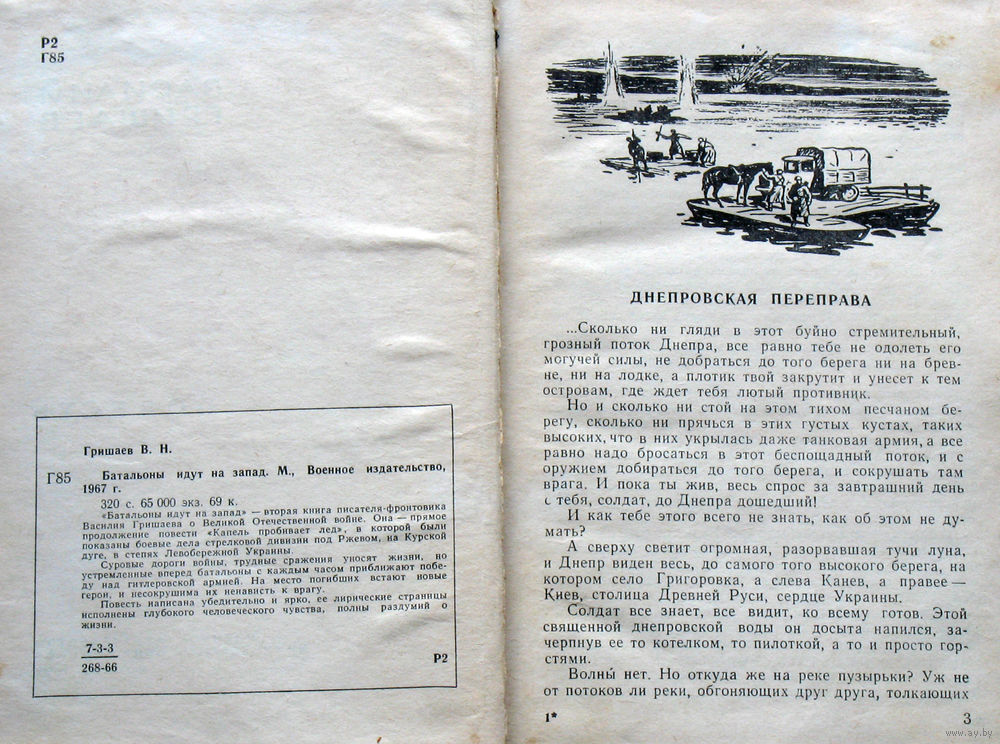 Р2
Г85
Гришаев В. Н.
Г85 Батальоны идут на запад. М., Военное издательство,
1967 г.
320 с. 65 000 экз. 69 к.
«Батальоны идут на запад» — вторая книга писателя-фронтовика
Василия Гришаева о Великой Отечественной войне. Она — прямое
продолжение повести «Капель пробивает лед», в которой были
показаны боевые дела стрелковой дивизии под Ржевом, на Курской
дуге, в степях Левобережной Украины.
Суровые дороги войны, трудные сражения уносят жизни, но
устремленные вперед батальоны с каждым часом приближают побе-
ду над гитлеровской армией. На место погибших встают новые
герои, и несокрушима их ненависть к врагу.
Повесть написана убедительно и ярко, ее лирические страницы
исполнены глубокого человеческого чувства, полны раздумий о
жизни.
7-3-3
268-66
Р2
ДНЕПРОВСКАЯ ПЕРЕПРАВА
...Сколько ни гляди в этот буйно стремительный,
грозный поток Днепра, все равно тебе не одолеть его
могучей силы, не добраться до того берега ни на брев-
не, ни на лодке, а плотик твой закрутит и унесет к тем
островам, где ждет тебя лютый противник.
Но и сколько ни стой на этом тихом песчаном бе-
регу, сколько ни прячься в этих густых кустах, таких
высоких, что в них укрылась даже танковая армия, а все
равно надо бросаться в этот беспощадный поток, и с
оружием добираться до того берега, и сокрушать там
врага. И пока ты жив, весь спрос за завтрашний день
с тебя, солдат, до Днепра дошедший!
И как тебе этого всего не знать, как об этом не ду-
мать?
А сверху светит огромная, разорвавшая тучи луна,
и Днепр виден весь, до самого того высокого берега, на
котором село Григоровка, а слева Канев, а правее —
Киев, столица Древней Руси, сердце Украины.
Солдат все знает, все видит, ко всему готов. Этой
священной днепровской воды он досыта напился, за-
черпнув ее то котелком, то пилоткой, а то и просто гор-
стями.
Волны́ нет. Но откуда же на реке пузырьки? Уж не
от потоков ли реки, обгоняющих друг друга, толкающих
1*
3
www.ay.by